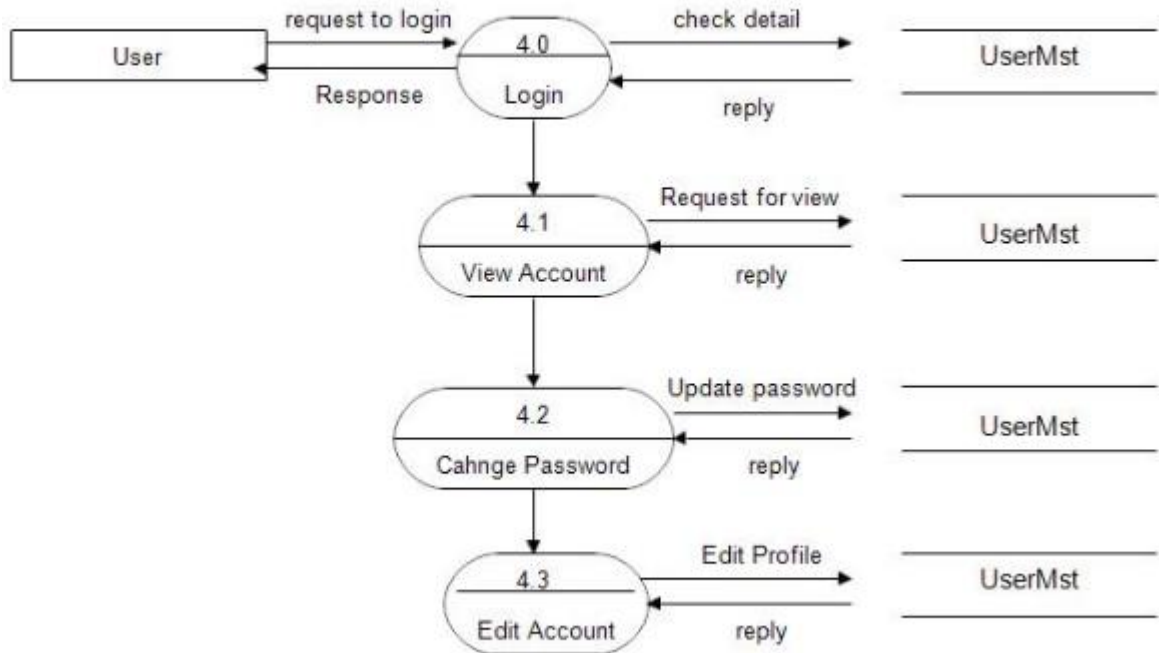 request to login
check detail
User
4.0
UserMst
Response
Login
reply
Request for view
4.1
UserMst
View Account
reply
Update password
4.2
UserMst
Cahnge Password
reply
Edit Profile
4.3
UserMst
Edit Account
reply